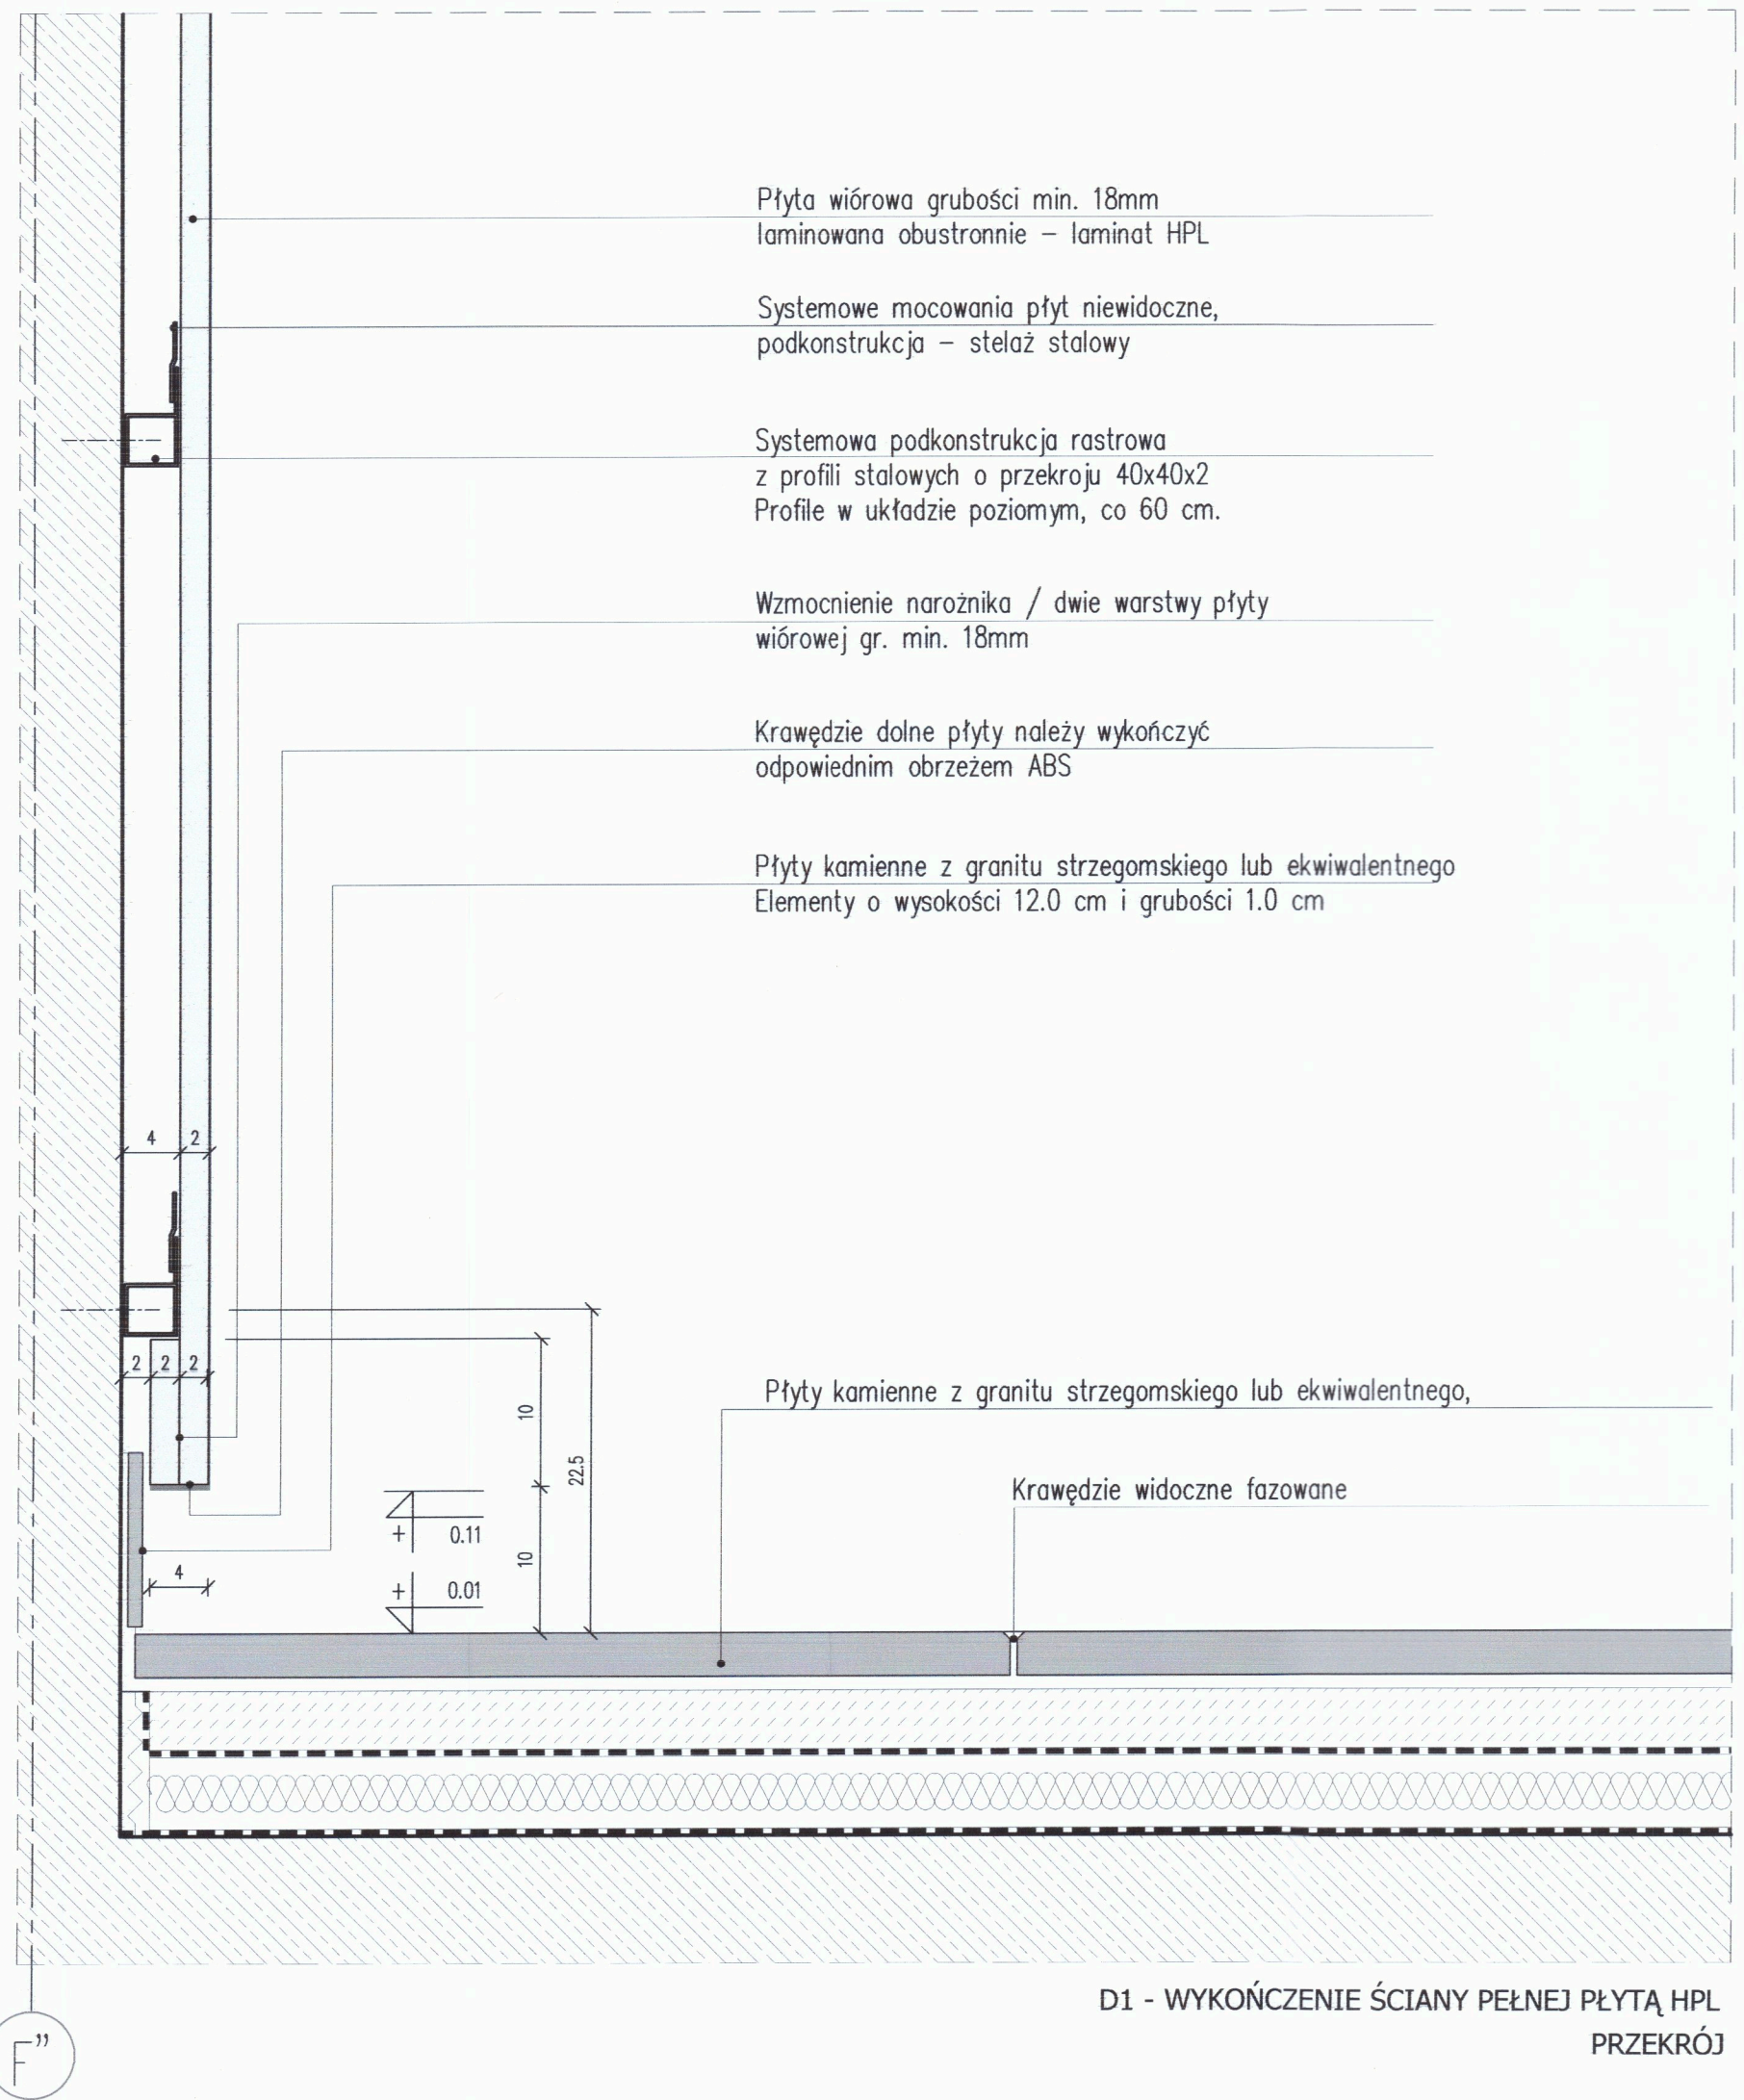 Płyta wiórowa grubości min. 18mm
laminowana obustronnie – laminat HPL
Systemowe mocowania płyt niewidoczne,
podkonstrukcja – stelaż stalowy
Systemowa podkonstrukcja rastrowa
z profili stalowych o przekroju 40x40x2
Profile w układzie poziomym, co 60 cm.
Wzmocnienie narożnika / dwie warstwy płyty
wiórowej gr. min. 18mm
Krawędzie dolne płyty należy wykończyć
odpowiednim obrzeżem ABS
Płyty kamienne z granitu strzegomskiego lub ekwiwalentnego
Elementy o wysokości 12.0 cm i grubości 1.0 cm
4 2
2 2 2
10
22.5
Płyty kamienne z granitu strzegomskiego lub ekwiwalentnego,
Krawędzie widoczne fazowane
+ 0.11
10
4
+ 0.01
D1 - WYKOŃCZENIE ŚCIANY PEŁNEJ PŁYTĄ HPL
PRZEKRÓJ
F”